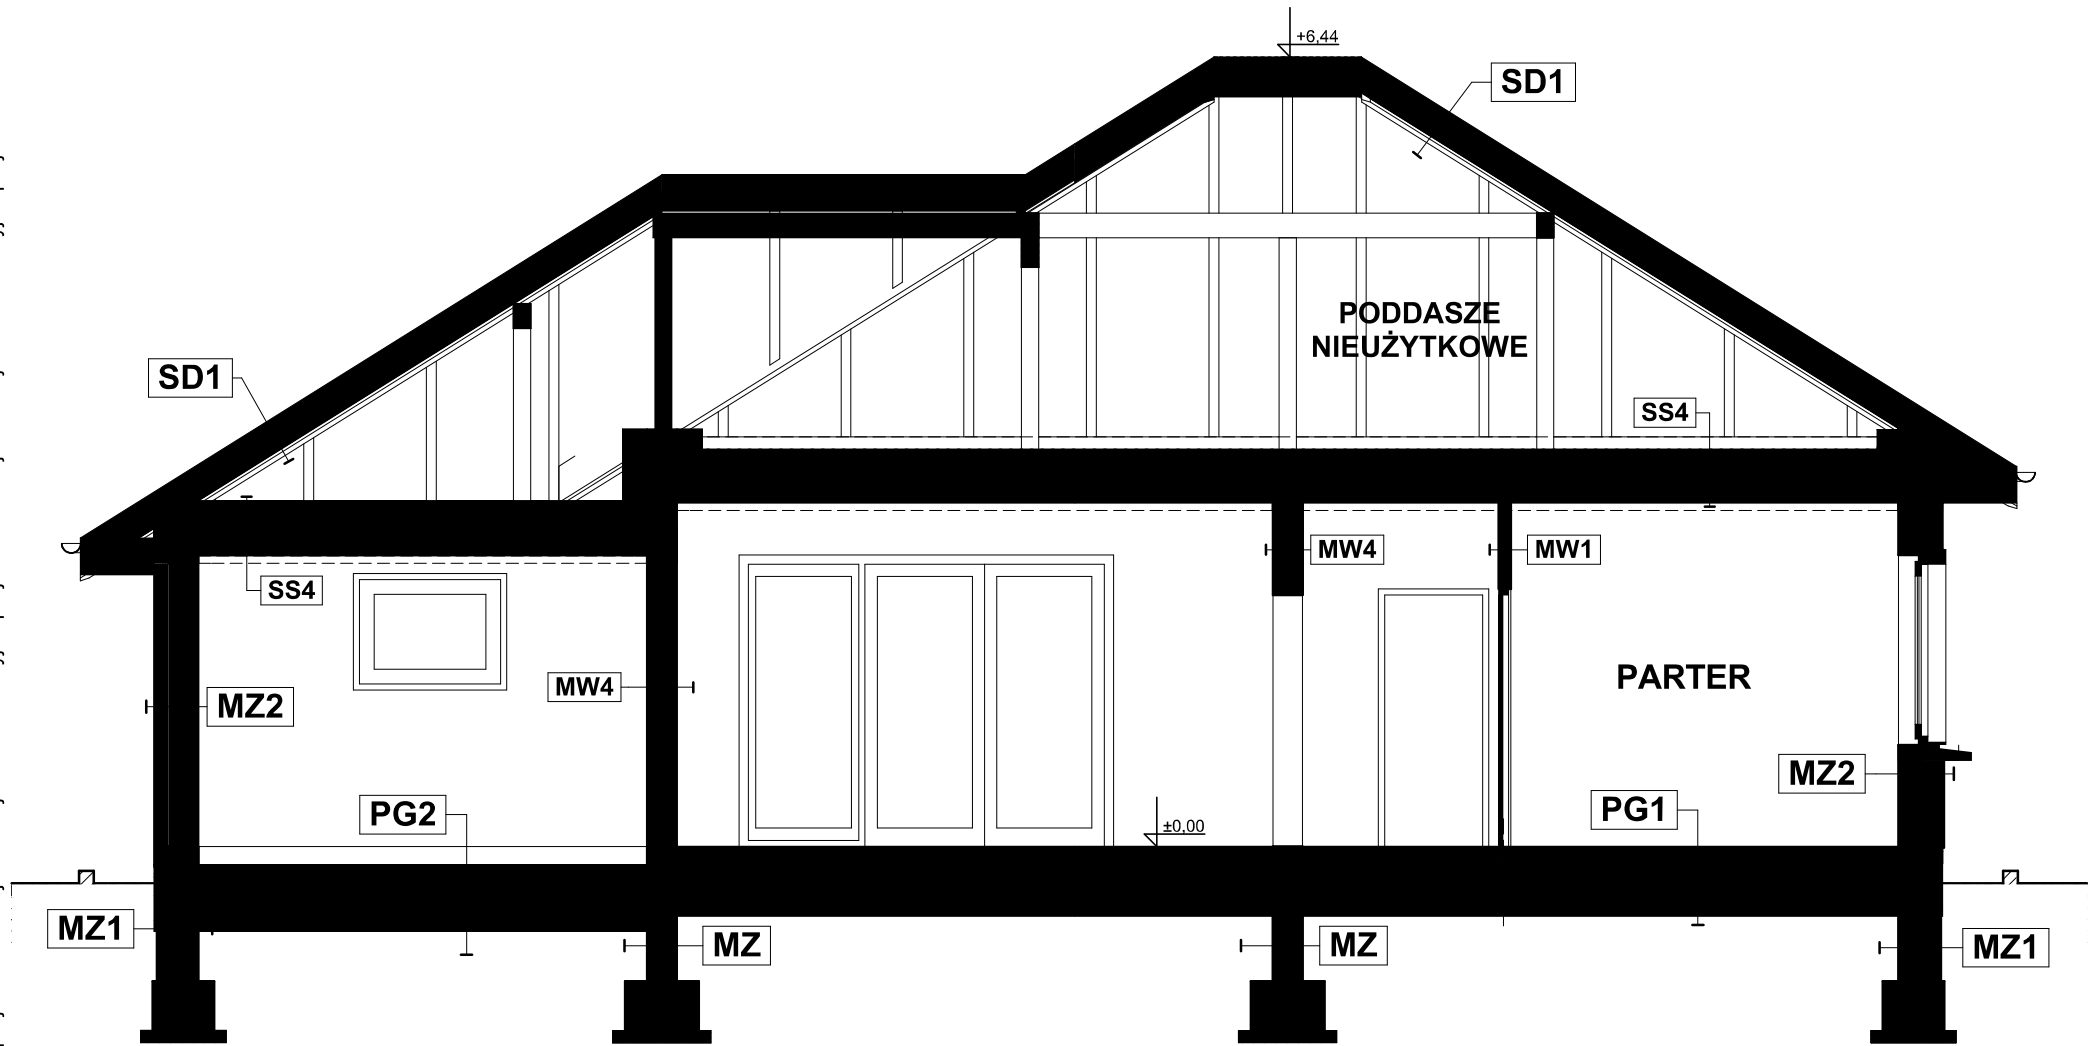 +6,44
SD1
PODDASZE
NIEUŻYTKOWE
SD1
SS4
MW4
MW1
SS4
PARTER
MW4
MZ2
MZ2
PG2
PG1
±0,00
MZ1
MZ
MZ
MZ1